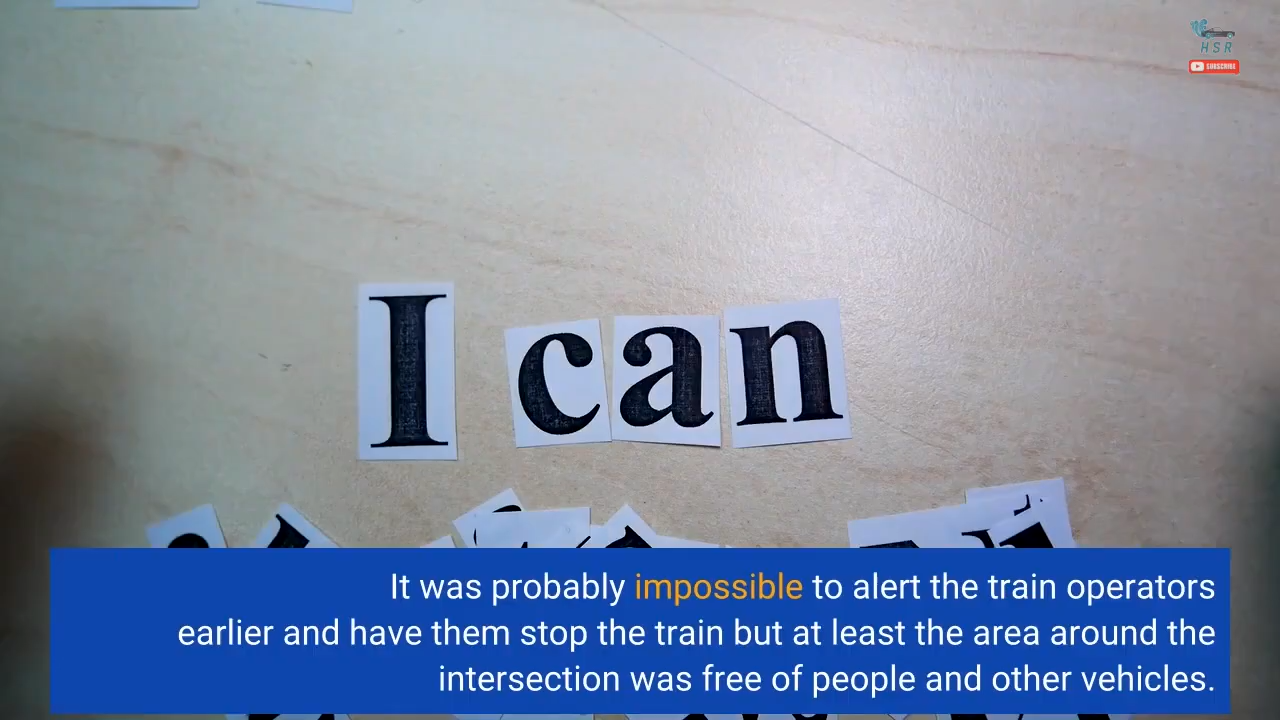 HSR
SUBSCRIBE
I can
It was probably impossible to alert the train operators
earlier and have them stop the train but at least the area around the
intersection was free of people and other vehicles.